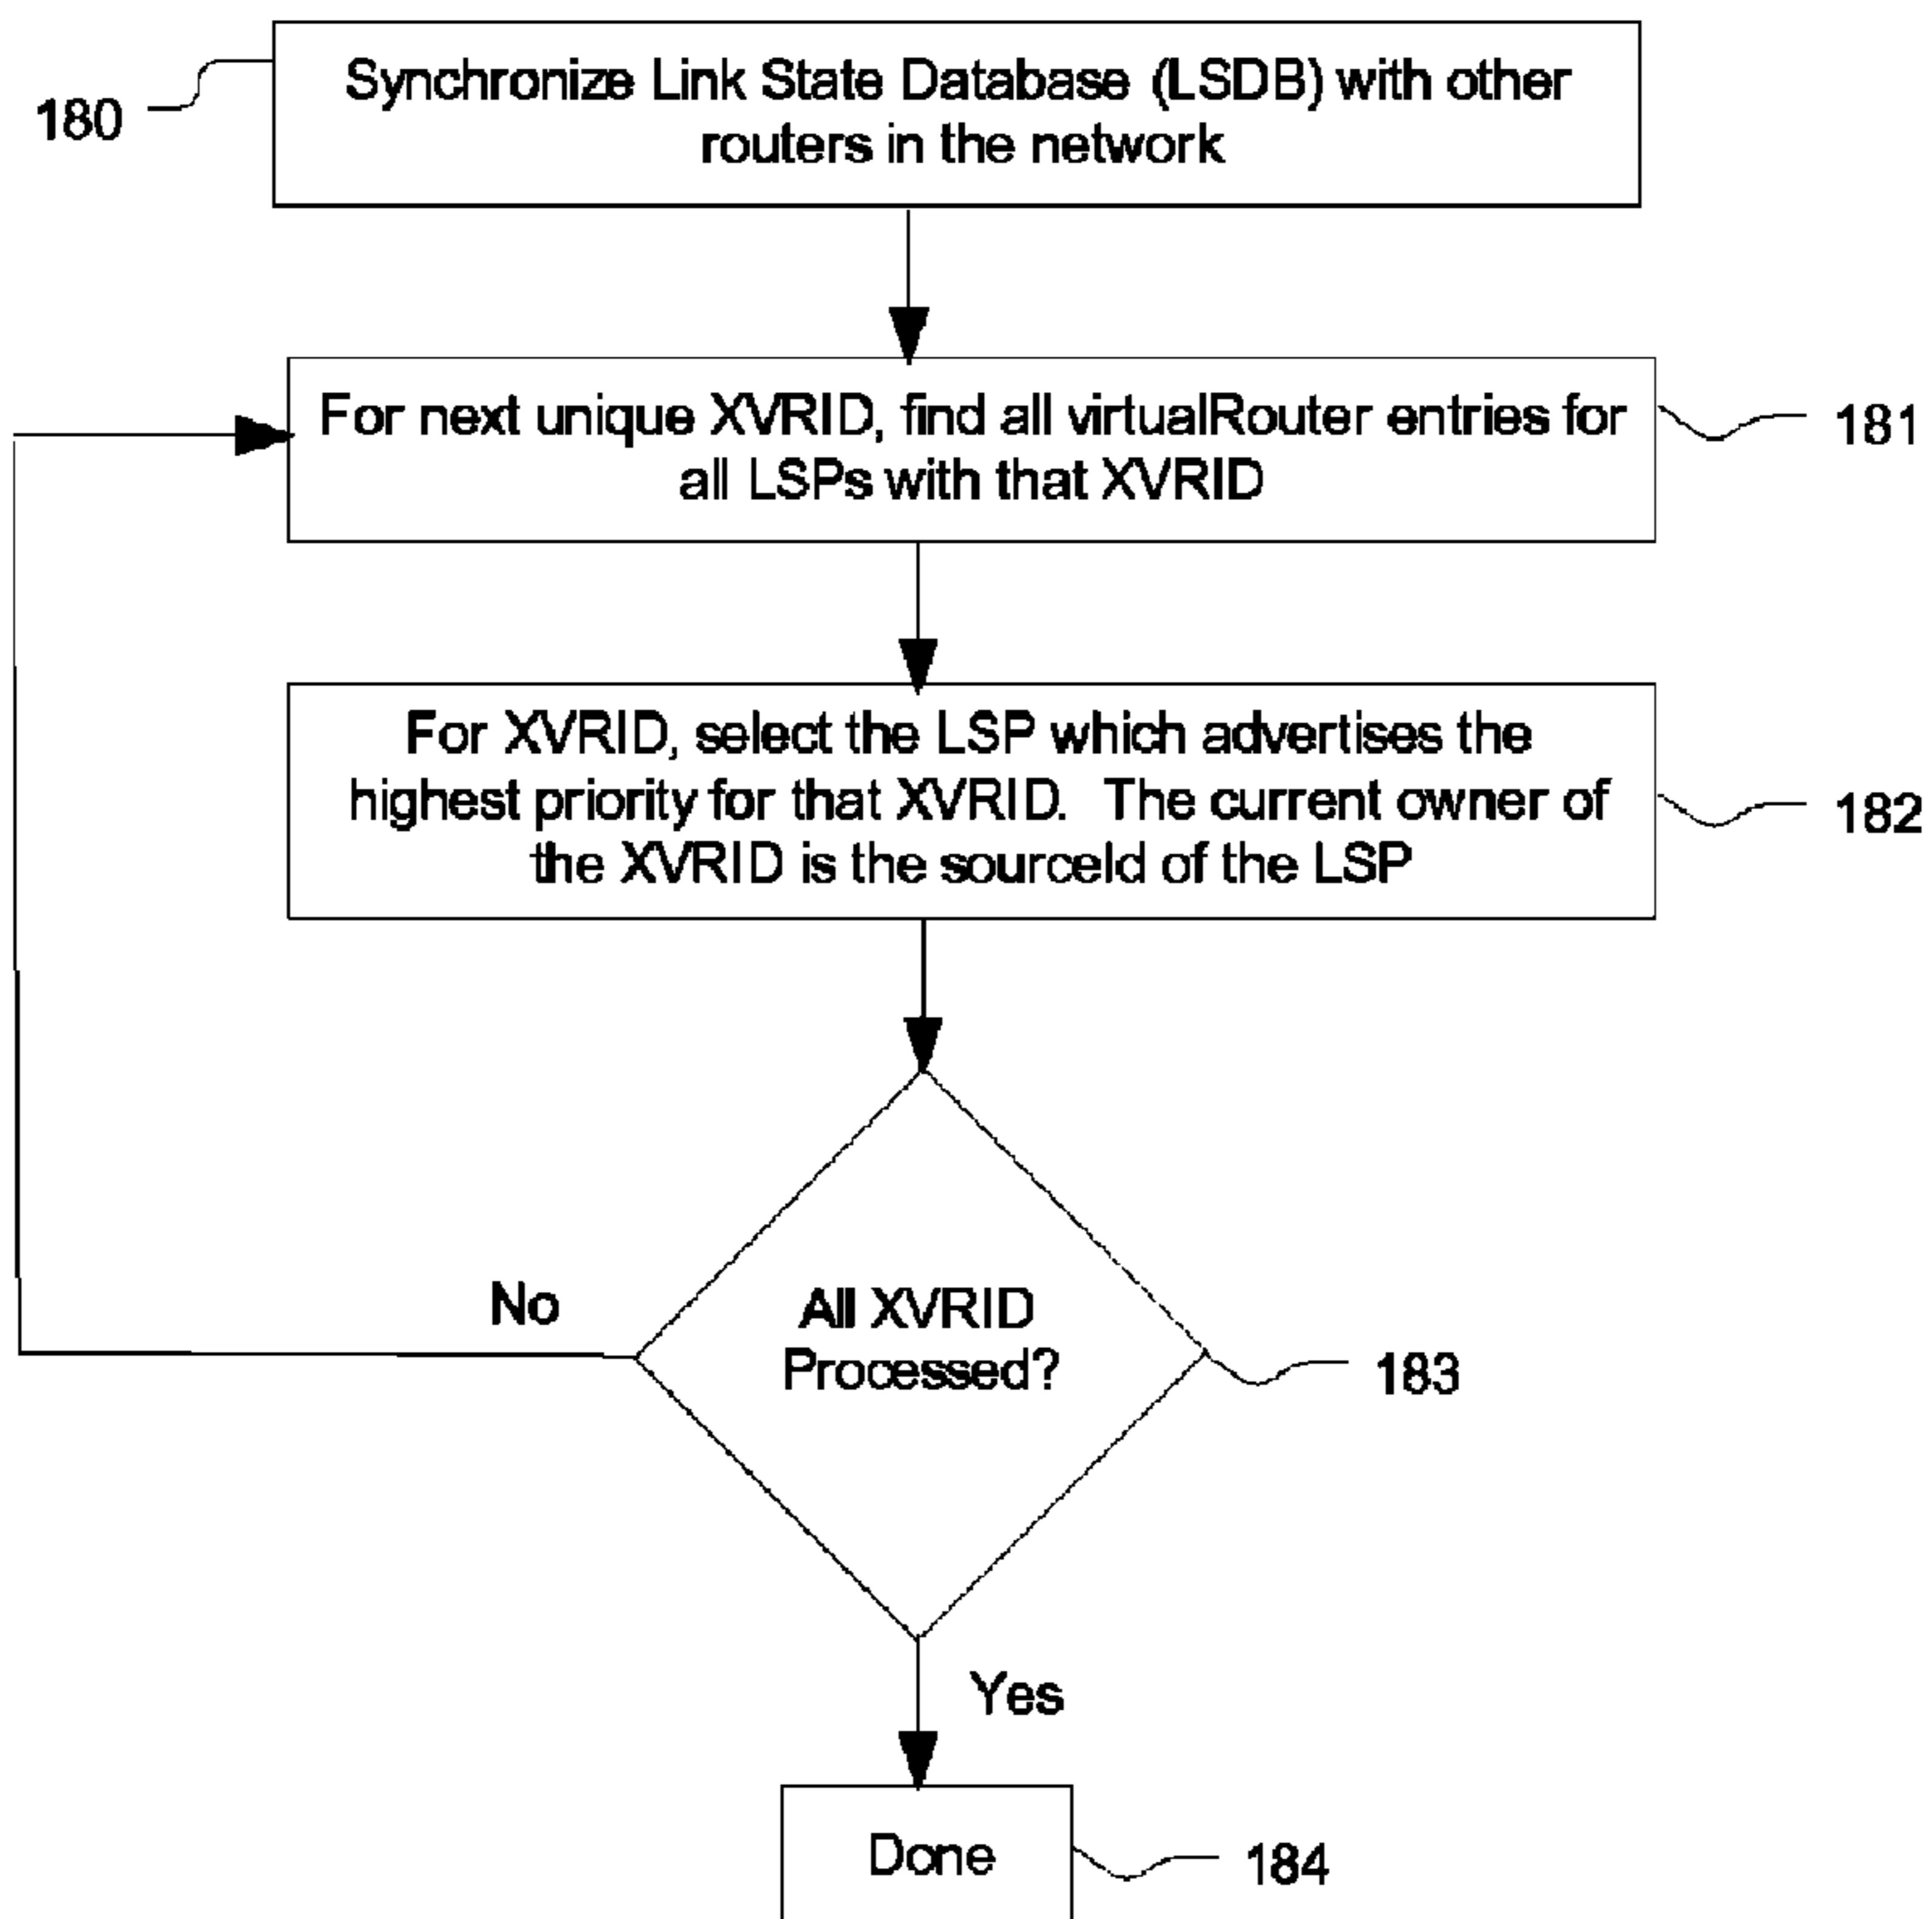 180
Synchronize Link State Database (LSDB) with other
routers in the network
For next unique XVRID, find all virtualRouter entries for
all LSPs with that XVRID
181
For XVRID, select the LSP which advertises the
highest priority for that XVRID. The current owner of
the XVRID is the sourceId of the LSP
182
No
All XVRID
Processed?
183
Yes
Done
184